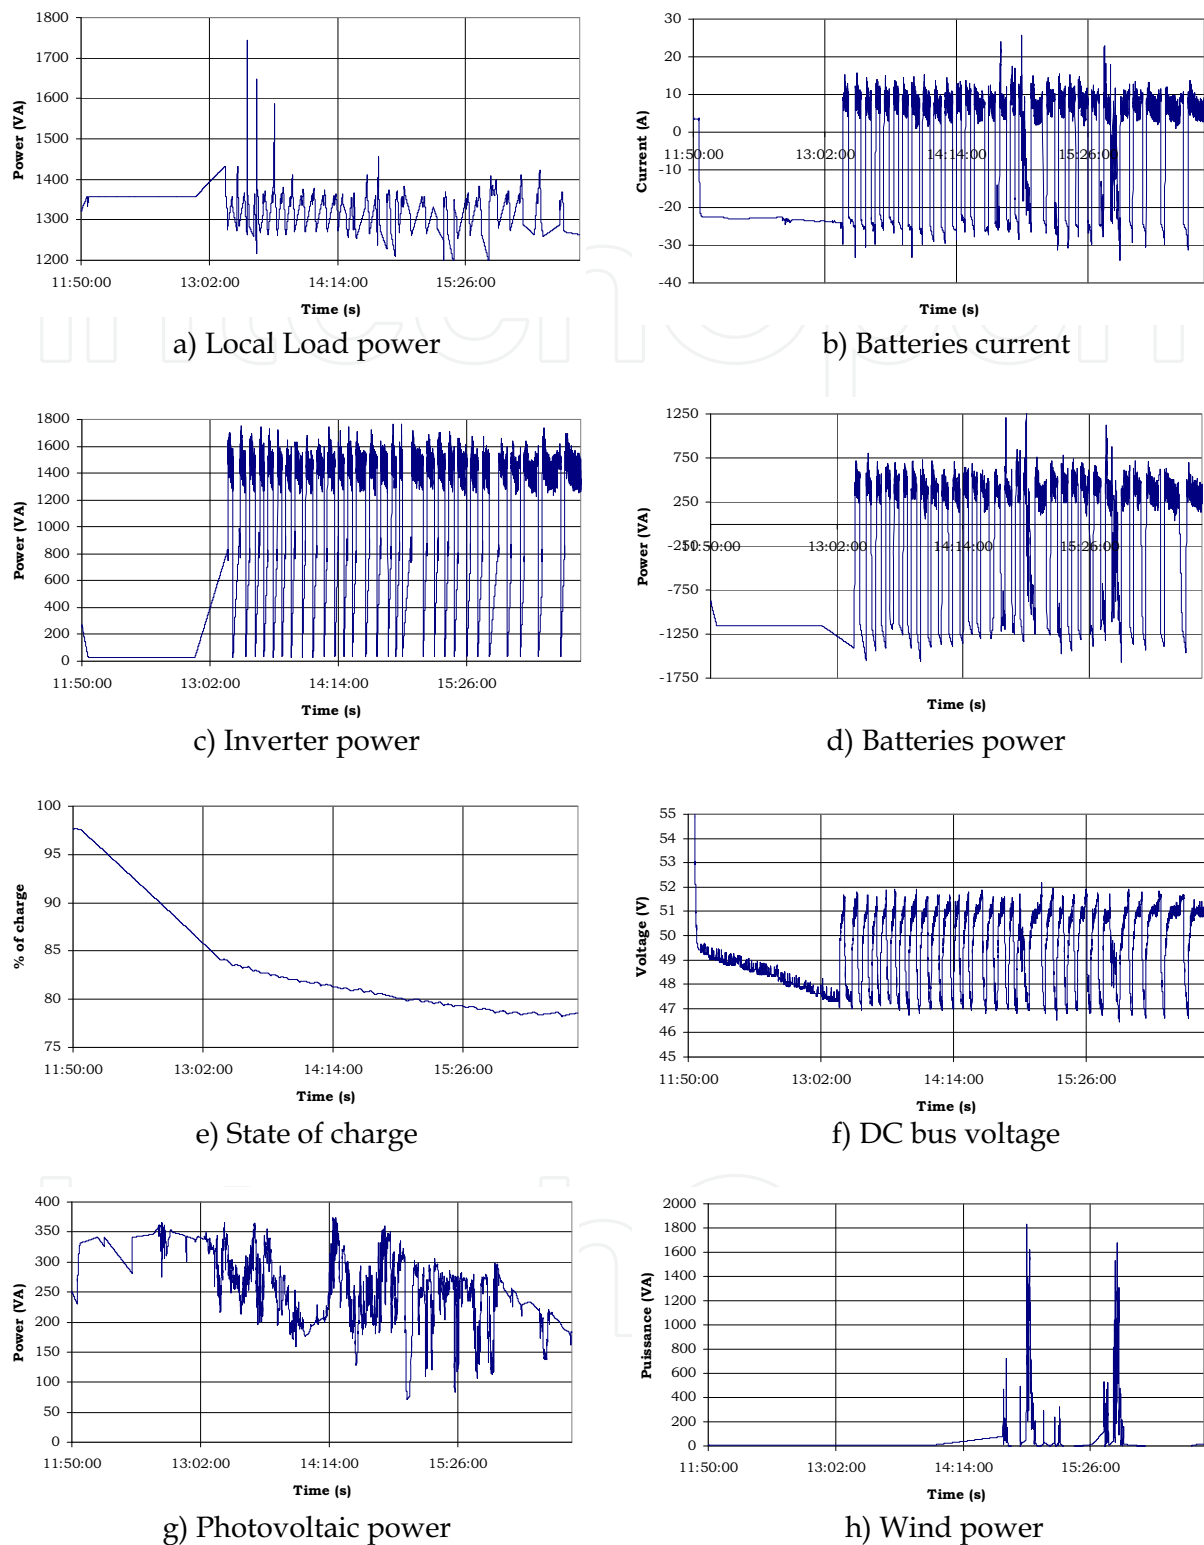 1800
1700
1600
1500
1400
1300
1200
Power (VA)
11:50:00 13:02:00 14:14:00 15:26:00
Time (s)
a) Local Load power
30
20
10
0
-10
-20
-30
-40
Current (A)
11:50:00 13:02:00 14:14:00 15:26:00
Time (s)
b) Batteries current
1800
1600
1400
1200
1000
800
600
400
200
0
Power (VA)
11:50:00 13:02:00 14:14:00 15:26:00
Time (s)
c) Inverter power
1250
750
250
-250
-750
-1250
-1750
Power (VA)
11:50:00 13:02:00 14:14:00 15:26:00
Time (s)
d) Batteries power
100
95
90
85
80
75
% of charge
11:50:00 13:02:00 14:14:00 15:26:00
Time (s)
e) State of charge
55
54
53
52
51
50
49
48
47
46
45
Voltage (V)
11:50:00 13:02:00 14:14:00 15:26:00
Time (s)
f) DC bus voltage
400
350
300
250
200
150
100
50
0
Power (VA)
11:50:00 13:02:00 14:14:00 15:26:00
Time (s)
g) Photovoltaic power
2000
1800
1600
1400
1200
1000
800
600
400
200
0
Puissance (VA)
11:50:00 13:02:00 14:14:00 15:26:00
Time (s)
h) Wind power